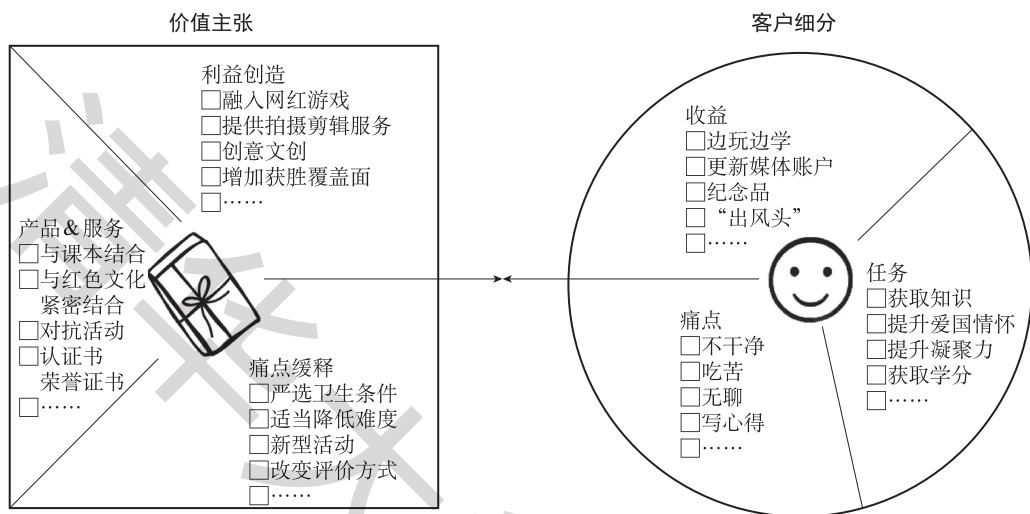 价值主张
利益创造
□融入网红游戏
□提供拍摄剪辑服务
□创意文创
□增加获胜覆盖面
□……
产品&服务
□与课本结合
□与红色文化
紧密结合
□对抗活动
□认证书
荣誉证书
□……
痛点缓释
□严选卫生条件
□适当降低难度
□新型活动
□改变评价方式
□……
客户细分
收益
□边玩边学
□更新媒体账户
□纪念品
□“出风头”
□……
痛点
□不干净
□吃苦
□无聊
□写心得
□……
任务
□获取知识
□提升爱国情怀
□提升凝聚力
□获取学分
□……